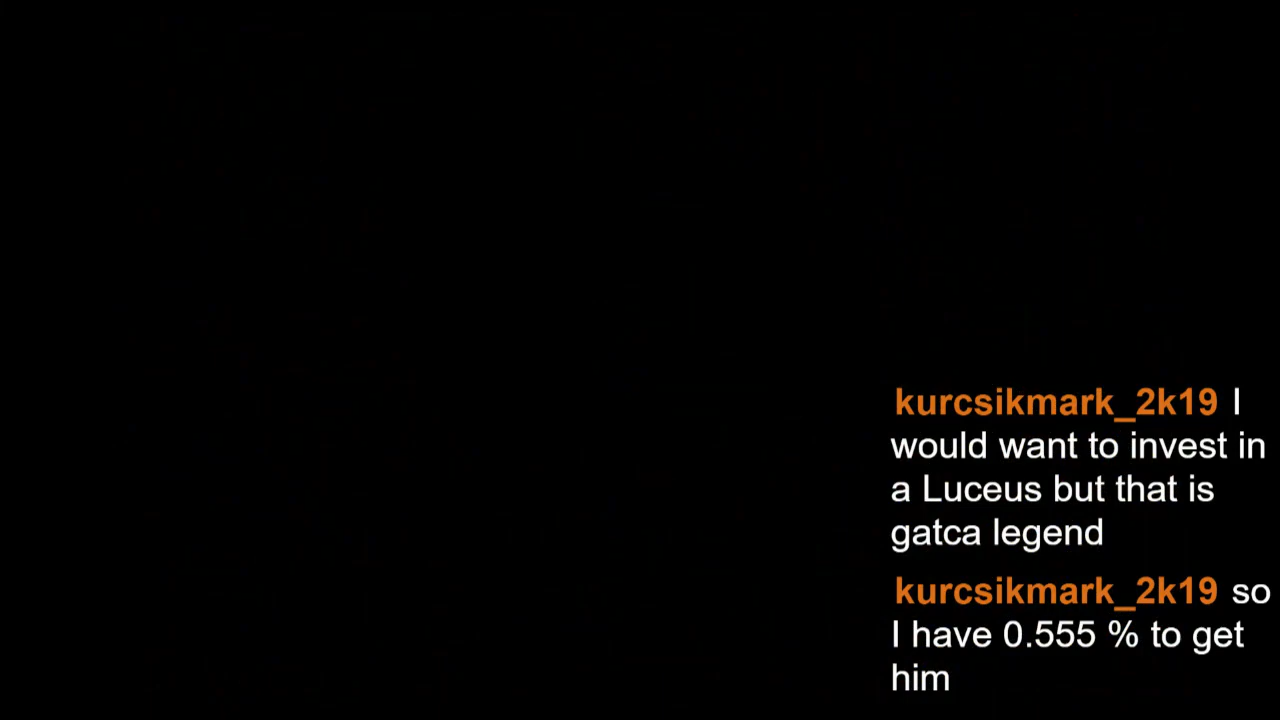 kurcsikmark_2k19 I
would want to invest in
a Luceus but that is
gatca legend
kurcsikmark_2k19 so
I have 0.555 % to get
him